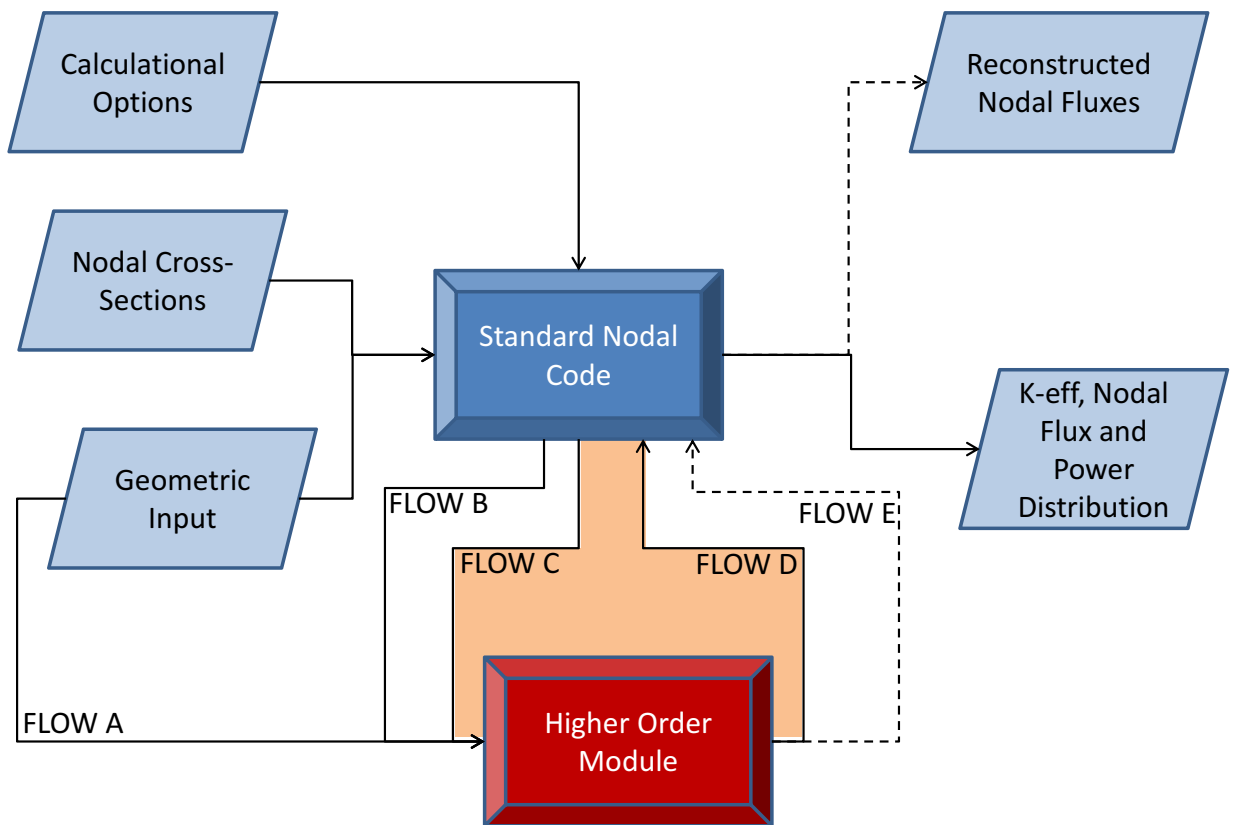 Calculational
Options
Reconstructed
Nodal Fluxes
Nodal Cross-
Sections
Standard Nodal
Code
K-eff, Nodal
Flux and
Power
Distribution
Geometric
Input
FLOW B
FLOW E
FLOW C
FLOW D
FLOW A
Higher Order
Module